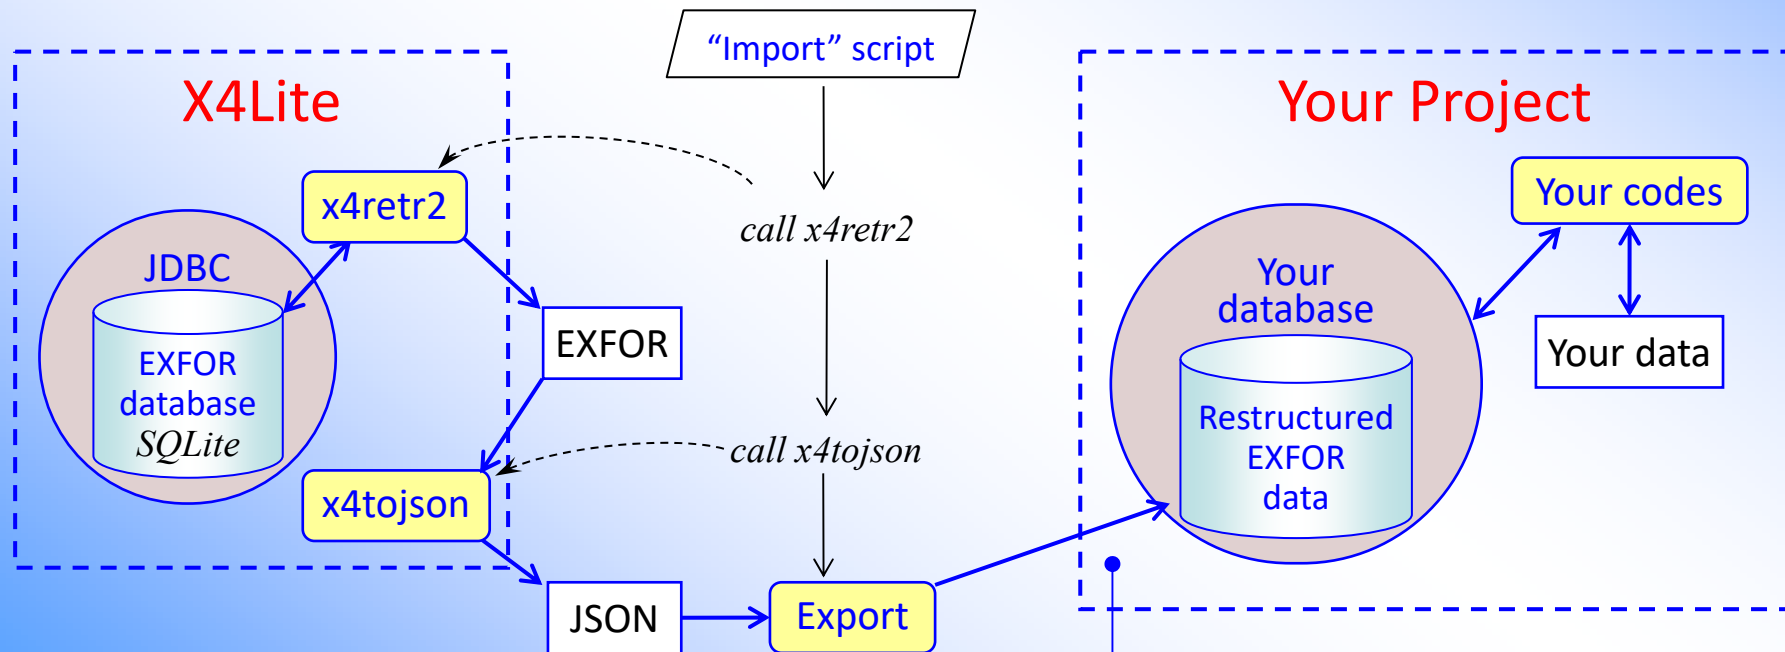 “Import” script
X4Lite
x4retr2
JDBC
EXFOR
database
SQLite
x4tojson
EXFOR
JSON
call x4retr2
call x4tojson
Export
Your Project
Your codes
Your data
Your
database
Restructured
EXFOR
data